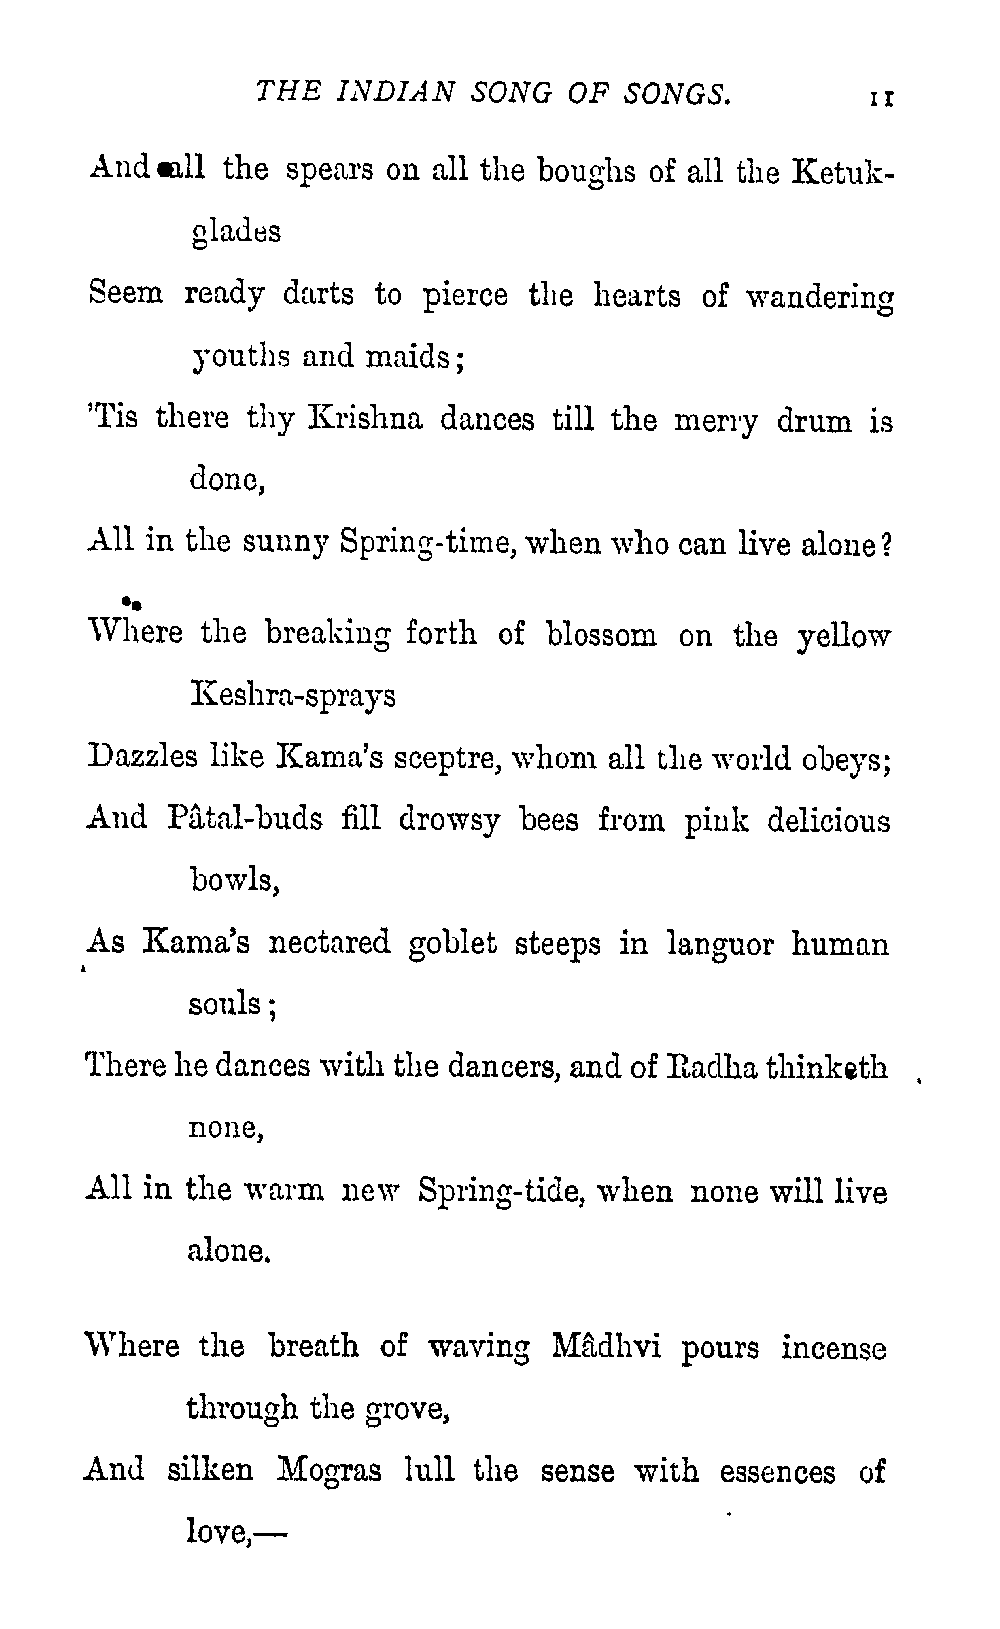 THE INDIAN SONG OF SONGS. 11
And all the spears on all the boughs of all the Ketuk-
glades
Seem ready darts to pierce the hearts of wandering
youths and maids;
'Tis there thy Krishna dances till the merry drum is
done,
All in the sunny Spring-time, when who can live alone?
Where the breaking forth of blossom on the yellow
Keshra-sprays
Dazzles like Kama's sceptre, whom all the world obeys;
And Pâtal-buds fill drowsy bees from pink delicious
bowls,
As Kama's nectared goblet steeps in languor human
souls;
There he dances with the dancers, and of Radha thinketh
none,
All in the warm new Spring-tide, when none will live
alone.
Where the breath of waving Mâdhvi pours incense
through the grove,
And silken Mogras lull the sense with essences of
love,—